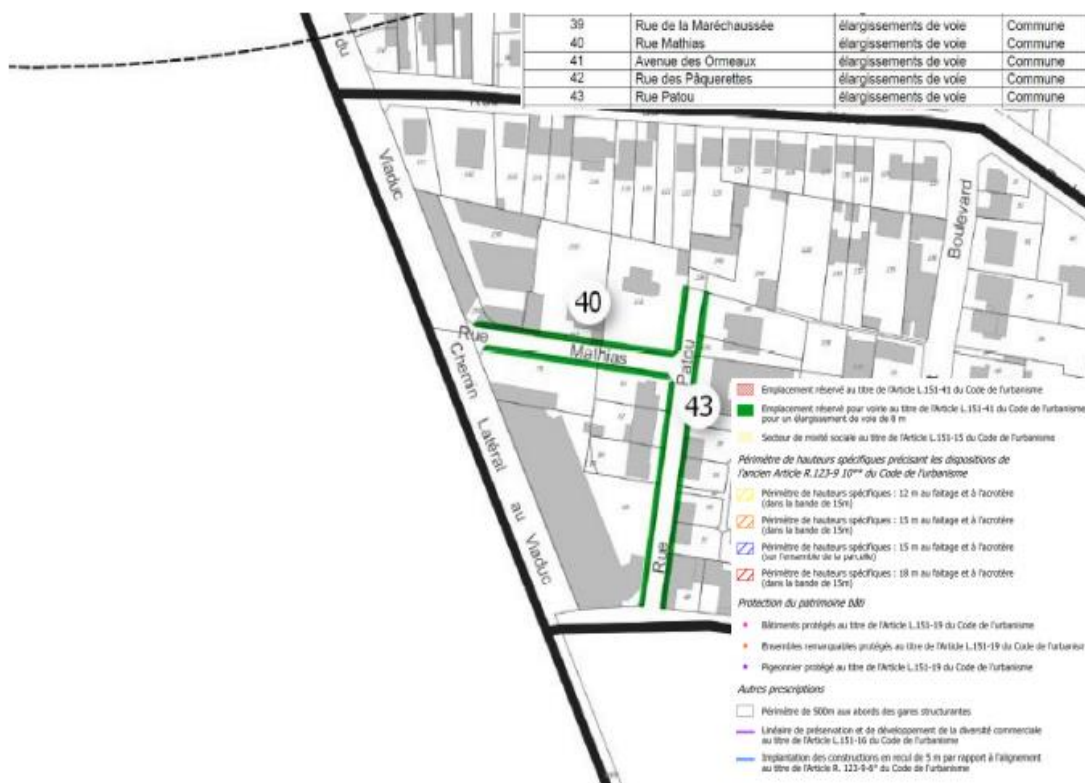 39 Rue de la Maréchaussée élargissements de voie Commune
40 Rue Mathias élargissements de voie Commune
41 Avenue des Ormeaux élargissements de voie Commune
42 Rue des Pâquerettes élargissements de voie Commune
43 Rue Patou élargissements de voie Commune
du
Viaduc
Boulevard
40
Rue
Mathias
Patou
43
Chemin Latéral au Viaduc
Rue
Emplacement réservé au titre de l'Article L.151-41 du Code de l'urbanisme
Emplacement réservé pour voirie au titre de l'Article L.151-41 du Code de l'urbanisme
pour un élargissement de voie de 8 m
Secteur de mixité sociale au titre de l'Article L.151-15 du Code de l'urbanisme
Périmètre de hauteurs spécifiques précisant les dispositions de
l'ancien Article R.123-9 10° du Code de l'urbanisme
Périmètre de hauteurs spécifiques : 12 m au faitage et à l'acrotère
(dans la bande de 15m)
Périmètre de hauteurs spécifiques : 15 m au faitage et à l'acrotère
(dans la bande de 15m)
Périmètre de hauteurs spécifiques : 15 m au faitage et à l'acrotère
(sur l'ensemble de la parcelle)
Périmètre de hauteurs spécifiques : 18 m au faitage et à l'acrotère
(dans la bande de 15m)
Protection du patrimoine bâti
Bâtiments protégés au titre de l'Article L.151-19 du Code de l'urbanisme
Ensembles remarquables protégés au titre de l'Article L.151-19 du Code de l'urbanisme
Pigeonnier protégé au titre de l'Article L.151-19 du Code de l'urbanisme
Autres prescriptions
Périmètre de 500m aux abords des gares structurantes
Linéaire de préservation et de développement de la diversité commerciale
au titre de l'Article L.151-16 du Code de l'urbanisme
Implantation des constructions en recul de 5 m par rapport à l'alignement
au titre de l'Article R. 123-9-6° du Code de l'urbanisme